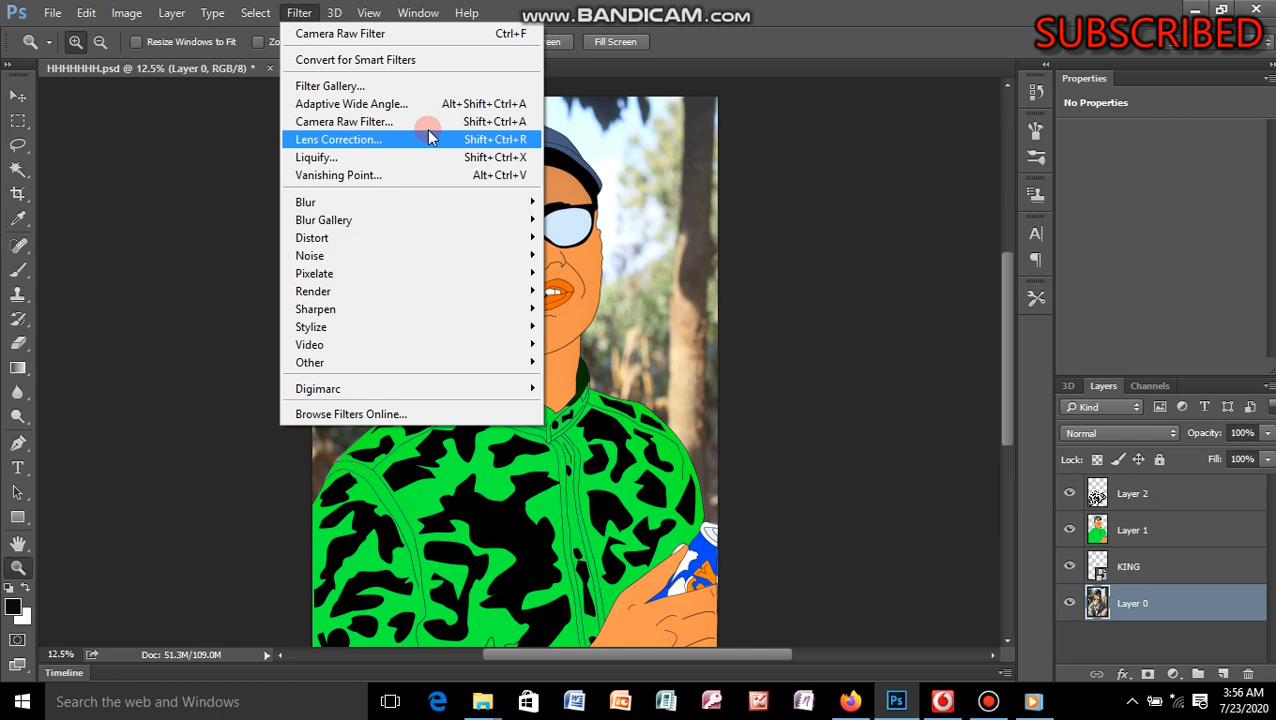 Ps File Edit Image Layer Type Select Filter 3D View Window Help
www.BANDICAM.com
SUBSCRIBED
Resize Windows to Fit
Zo
een
Fill Screen
HHHHHHH.psd @ 12.5% (Layer 0, RGB/8) *
Camera Raw Filter Ctrl+F
Convert for Smart Filters
Filter Gallery...
Adaptive Wide Angle... Alt+Shift+Ctrl+A
Camera Raw Filter... Shift+Ctrl+A
Lens Correction... Shift+Ctrl+R
Liquify... Shift+Ctrl+X
Vanishing Point... Alt+Ctrl+V
Blur
Blur Gallery
Distort
Noise
Pixelate
Render
Sharpen
Stylize
Video
Other
Digimarc
Browse Filters Online...
Properties
No Properties
3D Layers Channels
Kind
Normal Opacity: 100%
Lock: Fill: 100%
Layer 2
Layer 1
KING
Layer 0
12.5% Doc: 51.3M/109.0M
Timeline
Search the web and Windows
3:56 AM
7/23/2020